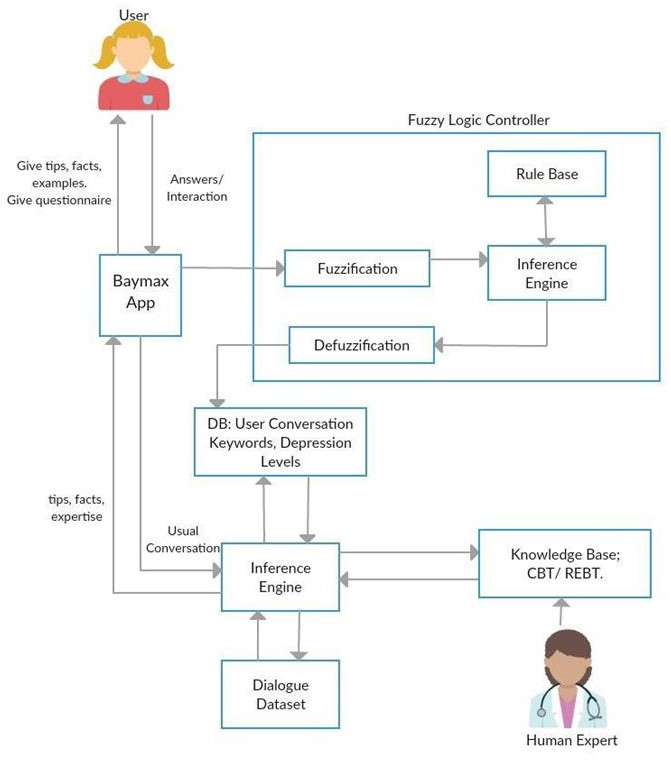 User
Fuzzy Logic Controller
Give tips, facts,
examples.
Give questionnaire
Answers/
Interaction
Rule Base
Baymax
App
Fuzzification
Inference
Engine
Defuzzification
DB: User Conversation
Keywords, Depression
Levels
tips, facts,
expertise
Usual
Conversation
Inference
Engine
Knowledge Base;
CBT/ REBT.
Dialogue
Dataset
Human Expert